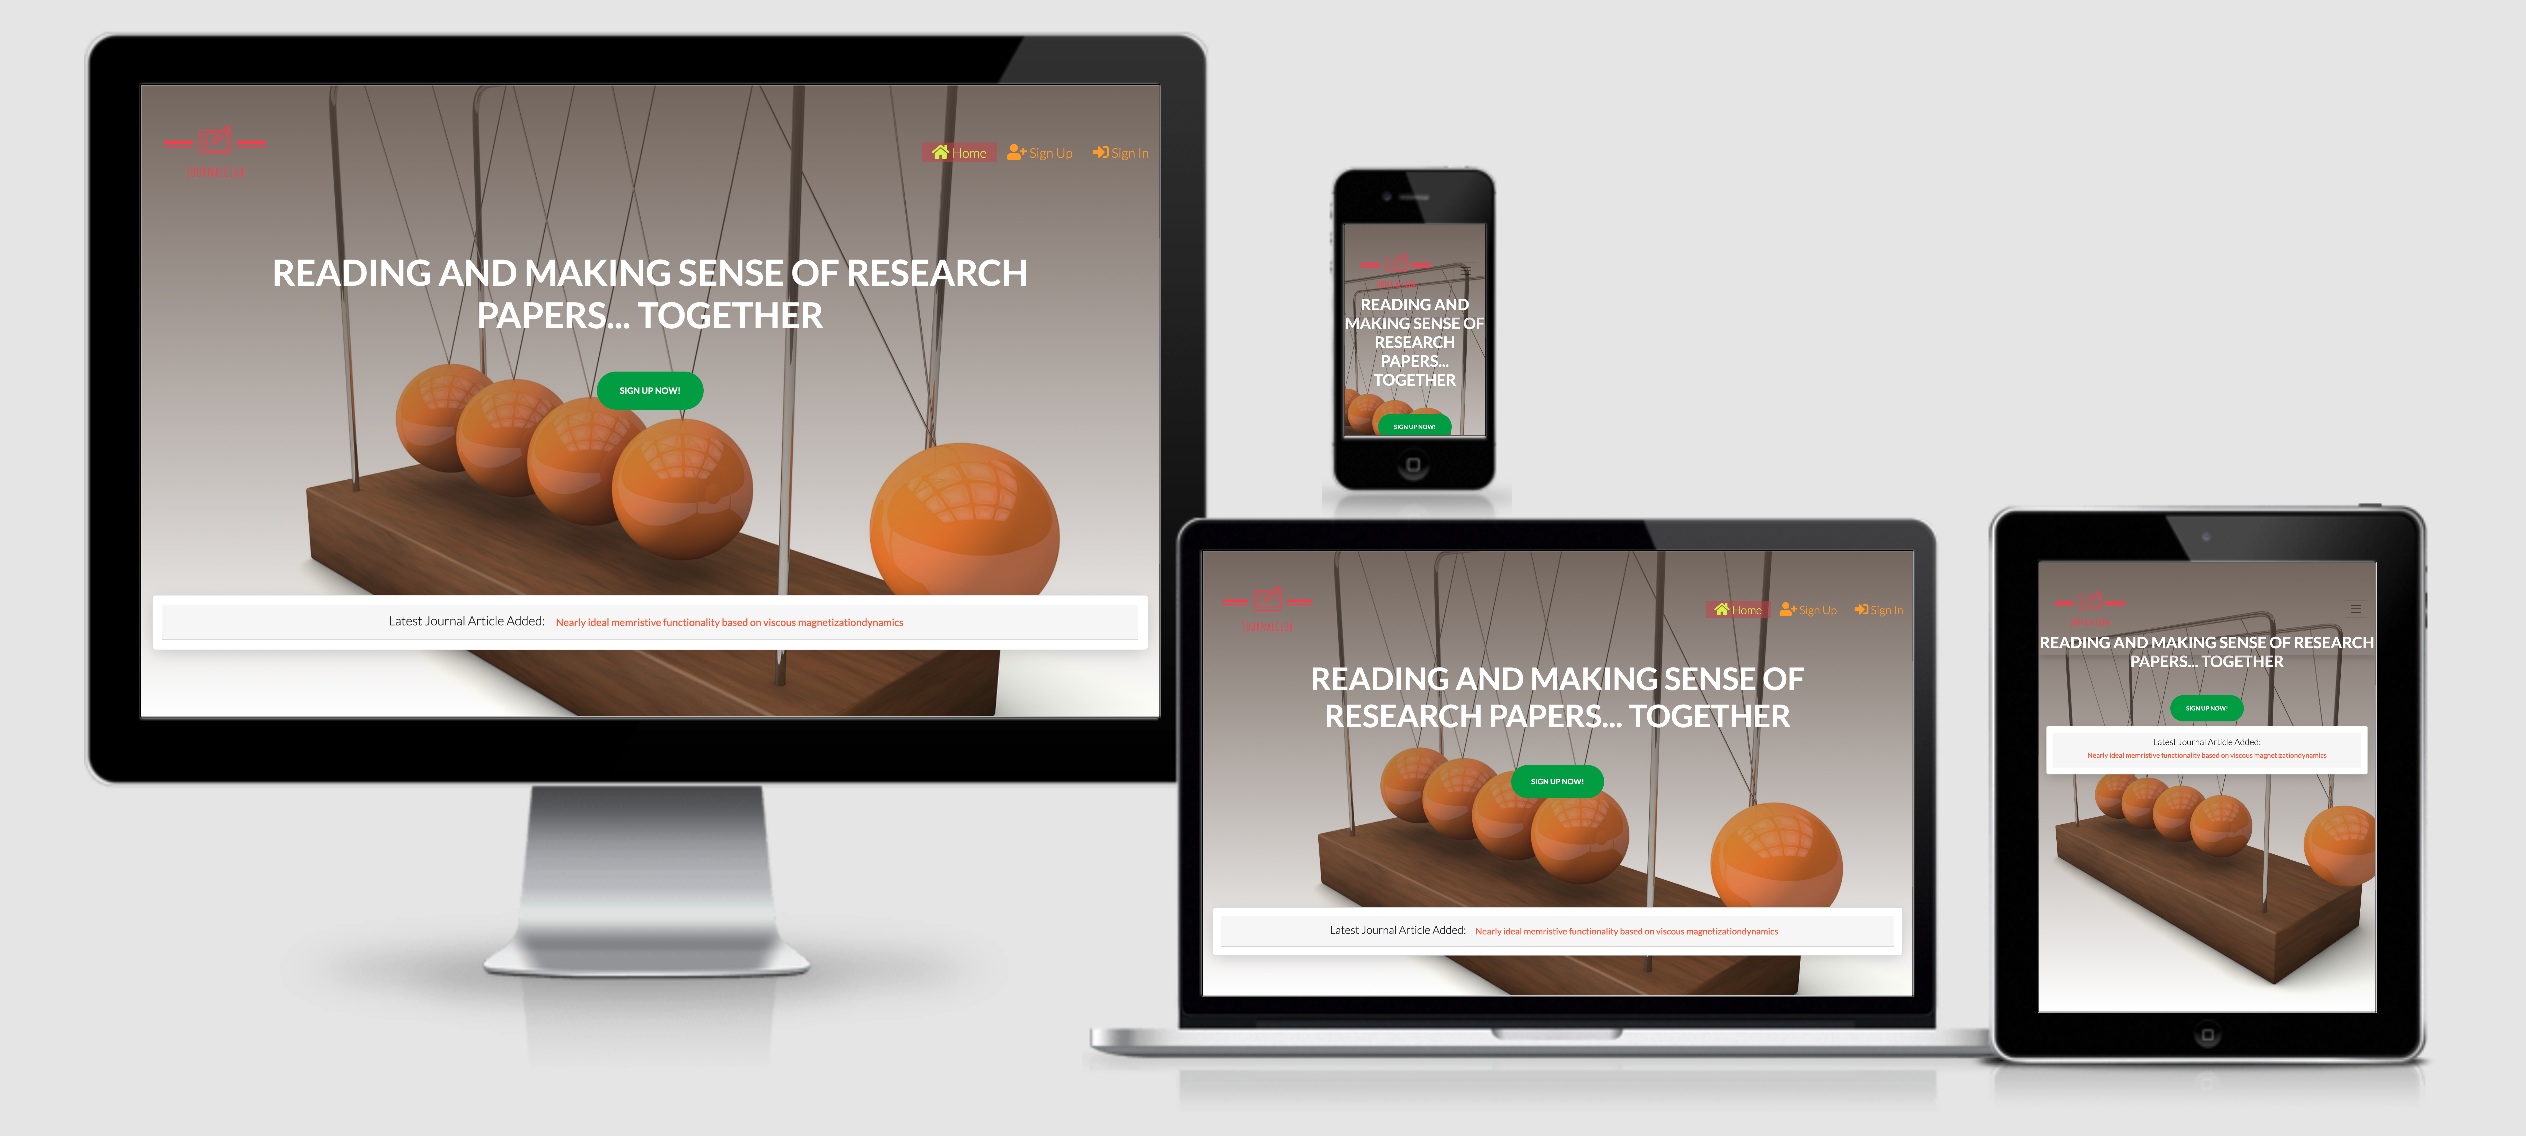 Home Sign Up Sign In
READING AND MAKING SENSE OF RESEARCH
PAPERS... TOGETHER
SIGN UP NOW!
Latest Journal Article Added: Nearly ideal memristive functionality based on viscous magnetizationdynamics
READING AND
MAKING SENSE OF
RESEARCH
PAPERS...
TOGETHER
SIGN UP NOW!
Home Sign Up Sign In
READING AND MAKING SENSE OF
RESEARCH PAPERS... TOGETHER
SIGN UP NOW!
Latest Journal Article Added: Nearly ideal memristive functionality based on viscous magnetizationdynamics
READING AND MAKING SENSE OF RESEARCH
PAPERS... TOGETHER
SIGN UP NOW!
Latest Journal Article Added:
Nearly ideal memristive functionality based on viscous magnetizationdynamics